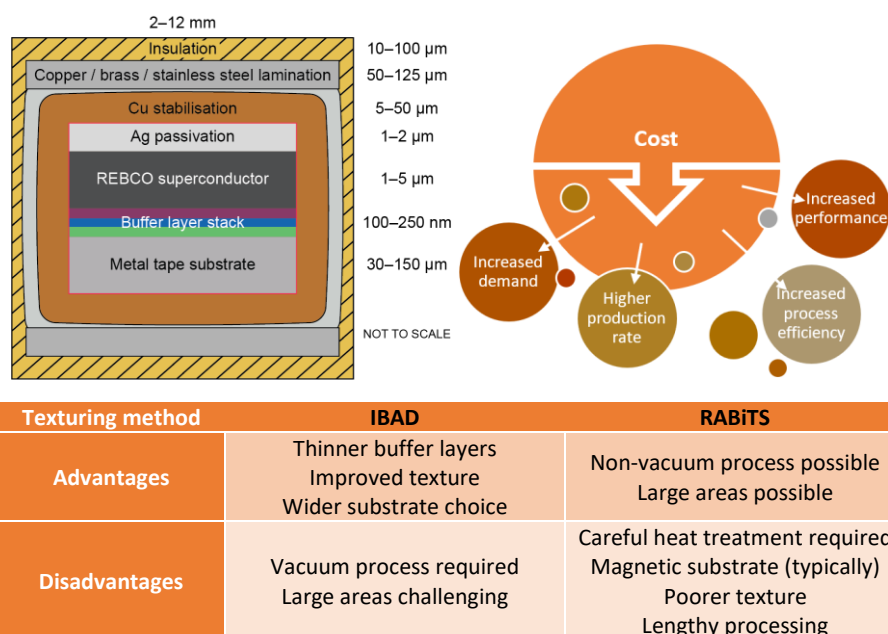 2–12 mm
Insulation
10–100 µm
Copper / brass / stainless steel lamination
50–125 µm
Cu stabilisation
5–50 µm
Ag passivation
1–2 µm
REBCO superconductor
1–5 µm
Buffer layer stack
100–250 nm
Metal tape substrate
30–150 µm
NOT TO SCALE
Cost
Increased
performance
Increased
demand
Higher
production
rate
Increased
process
efficiency
Texturing method
IBAD
RABiTS
Advantages
Thinner buffer layers
Improved texture
Wider substrate choice
Non-vacuum process possible
Large areas possible
Disadvantages
Vacuum process required
Large areas challenging
Careful heat treatment required
Magnetic substrate (typically)
Poorer texture
Lengthy processing